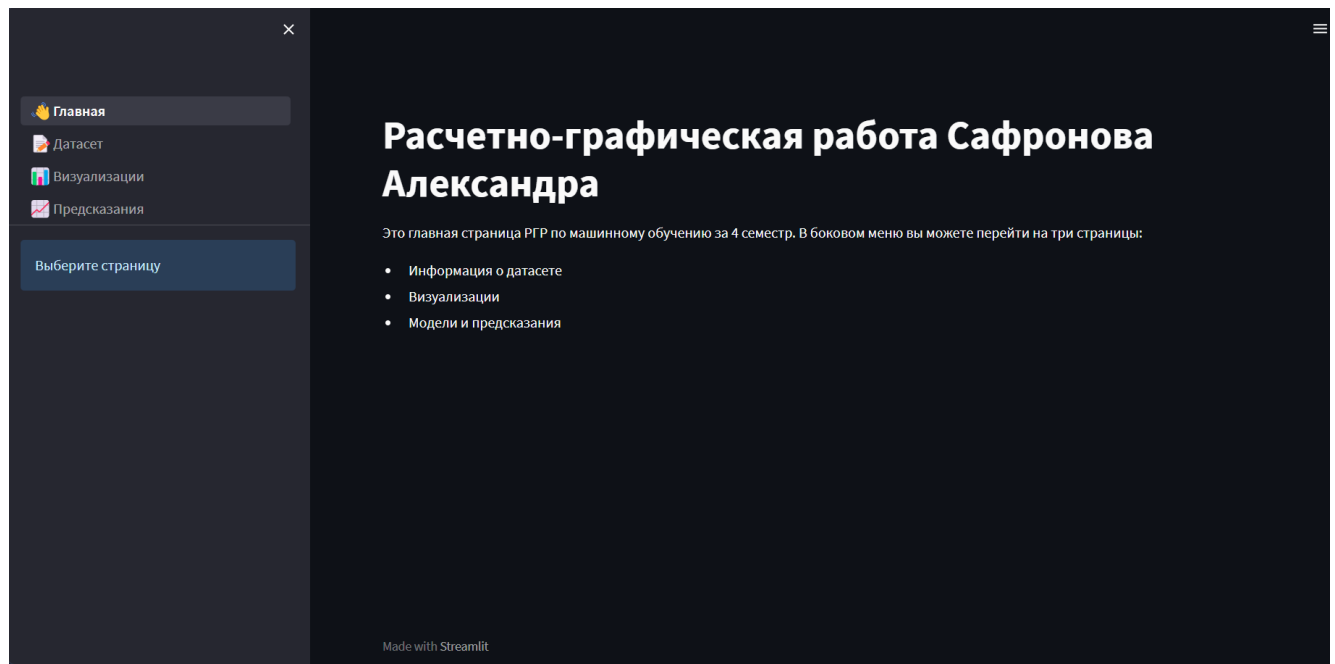 Главная
Датасет
Визуализации
Предсказания
Выберите страницу
Расчетно-графическая работа Сафронова
Александра
Это главная страница РГР по машинному обучению за 4 семестр. В боковом меню вы можете перейти на три страницы:
Информация о датасете
Визуализации
Модели и предсказания
Made with Streamlit